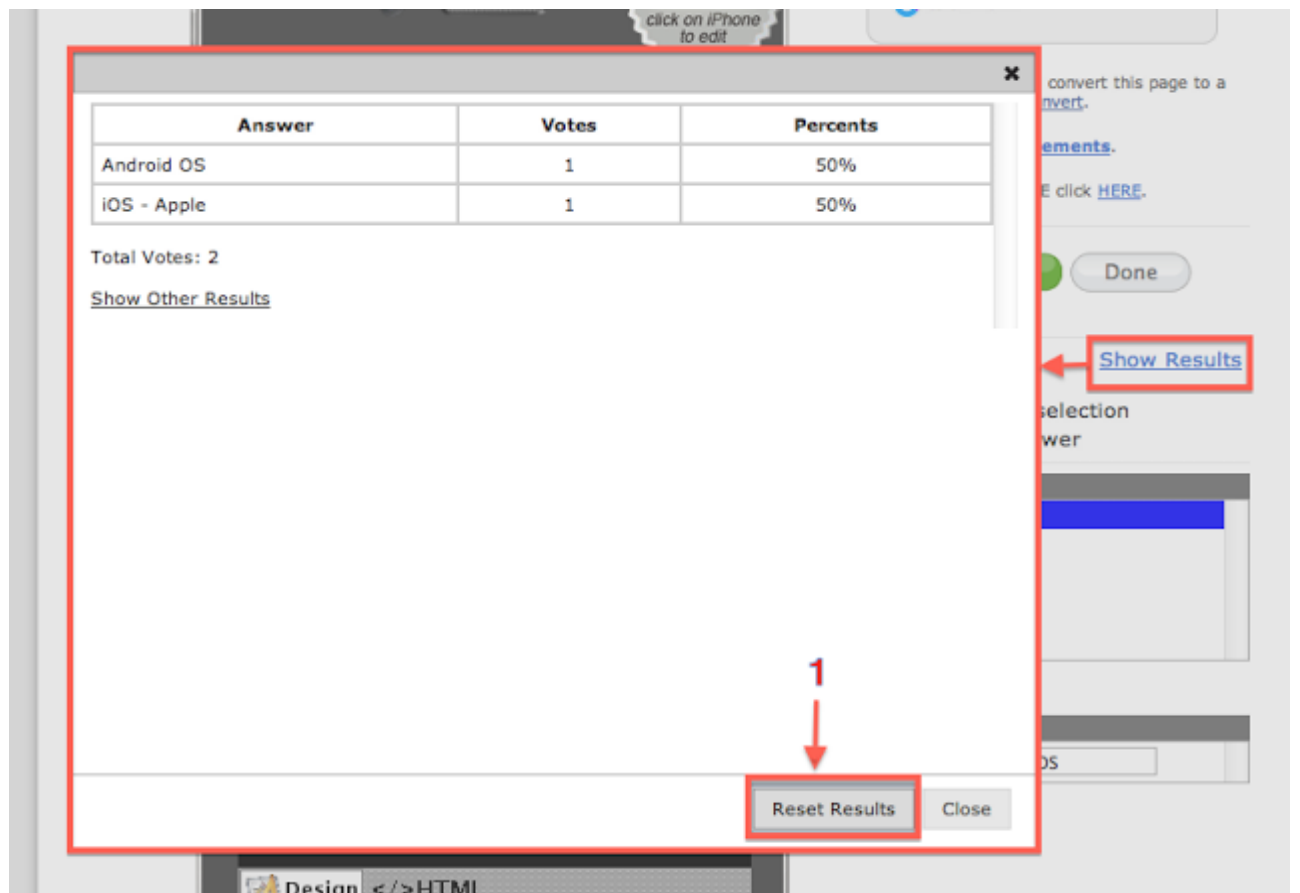 click on iPhone
to edit
convert this page to a
nvert.
Answer Votes Percents
ements.
Android OS 1 50%
E click HERE.
iOS - Apple 1 50%
Total Votes: 2
Done
Show Other Results
Show Results
selection
wer
1
OS
Reset Results Close
Design </>HTML